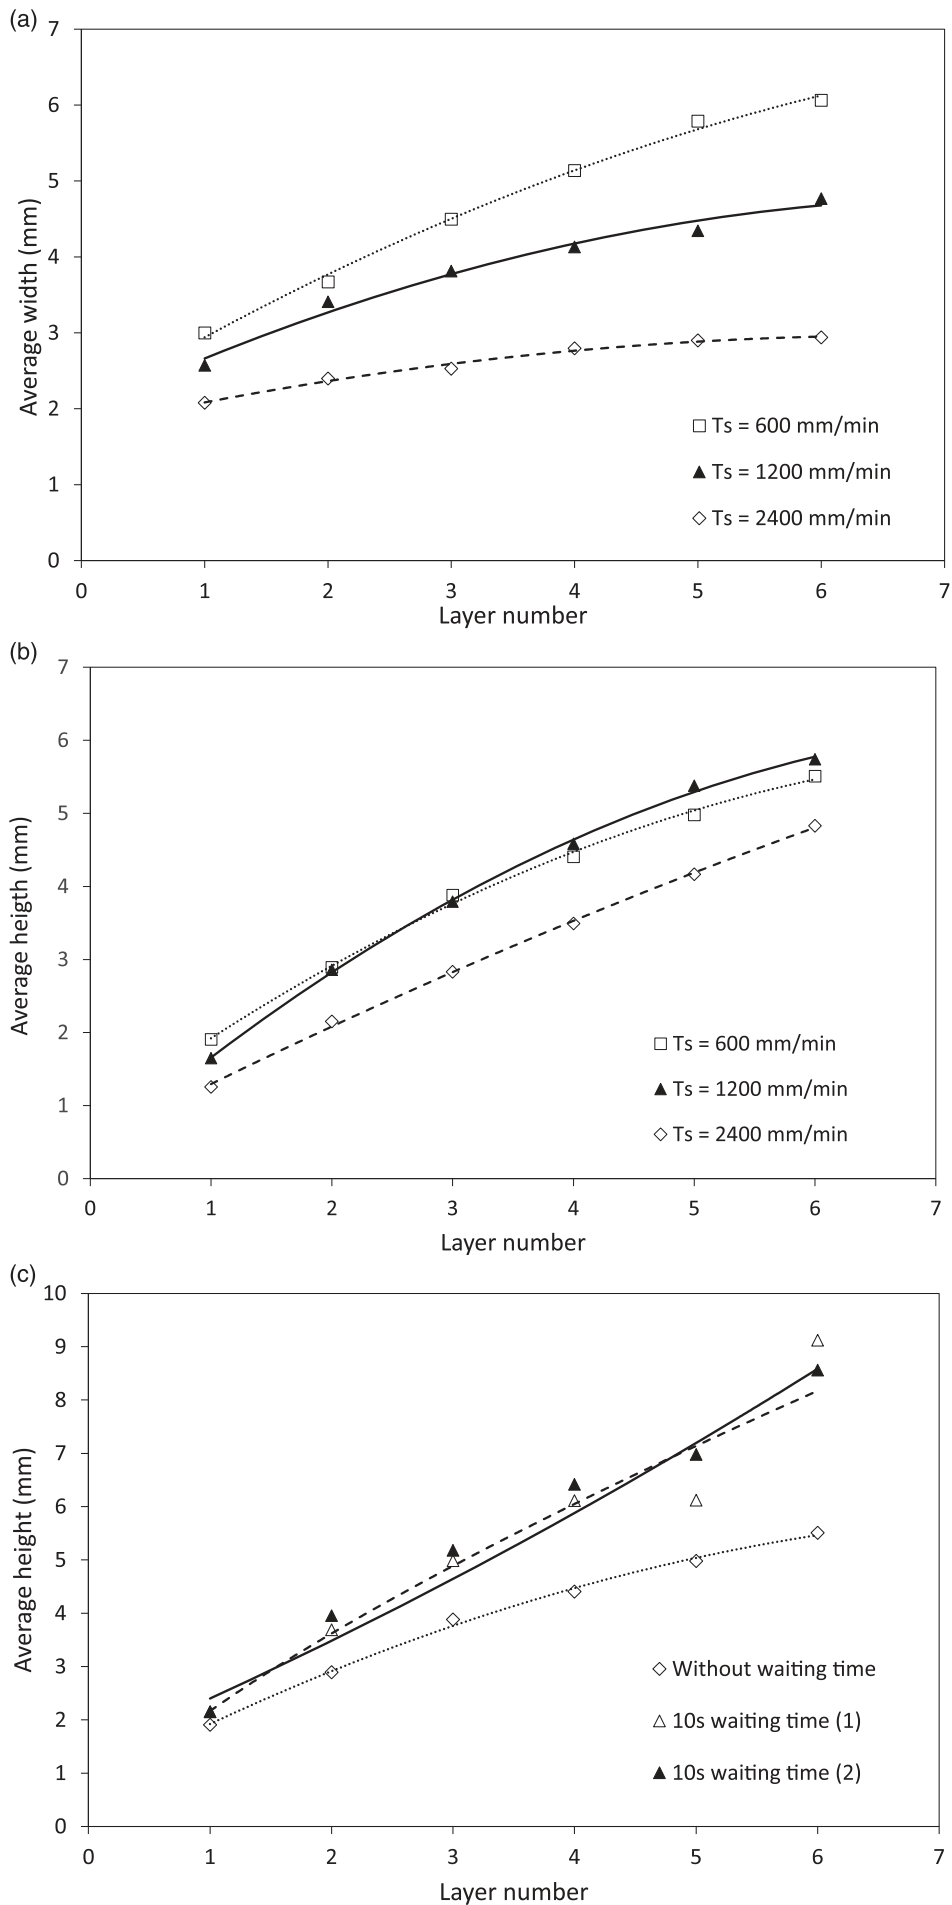 (a)
7
6
5
4
3
2
1
0
Average width (mm)
Ts = 600 mm/min
Ts = 1200 mm/min
Ts = 2400 mm/min
0 1 2 3 4 5 6 7
Layer number
(b)
7
6
5
4
3
2
1
0
Average heigth (mm)
Ts = 600 mm/min
Ts = 1200 mm/min
Ts = 2400 mm/min
0 1 2 3 4 5 6 7
Layer number
(c)
10
9
8
7
6
5
4
3
2
1
0
Average height (mm)
Without waiting time
10s waiting time (1)
10s waiting time (2)
0 1 2 3 4 5 6 7
Layer number